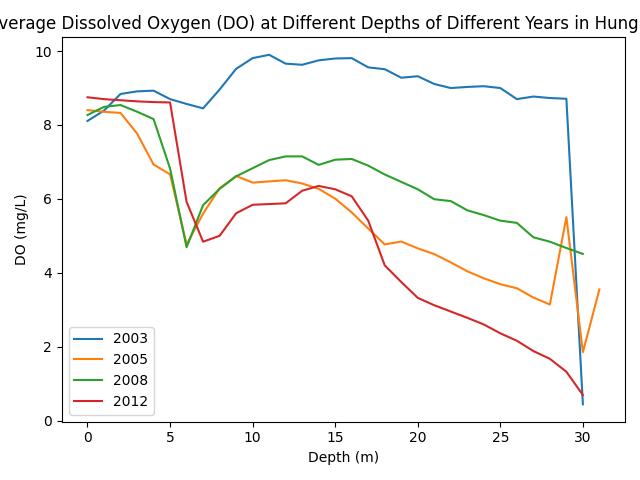 verage Dissolved Oxygen (DO) at Different Depths of Different Years in Hung
10
8
6
4
2
0
DO (mg/L)
2003
2005
2008
2012
0 5 10 15 20 25 30
Depth (m)